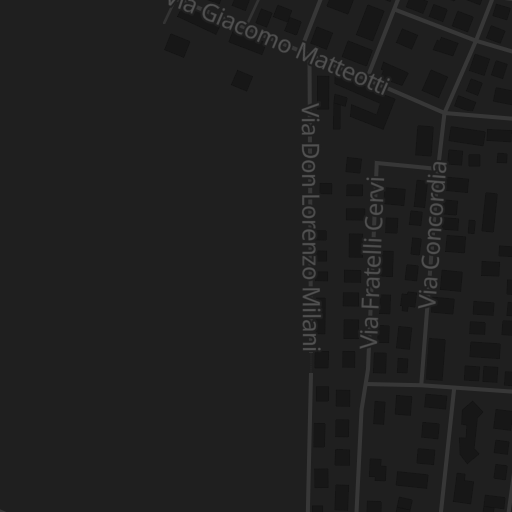 Via Giacomo Matteotti
Via Don Lorenzo Milani
Via Fratelli Cervi
Via Concordia